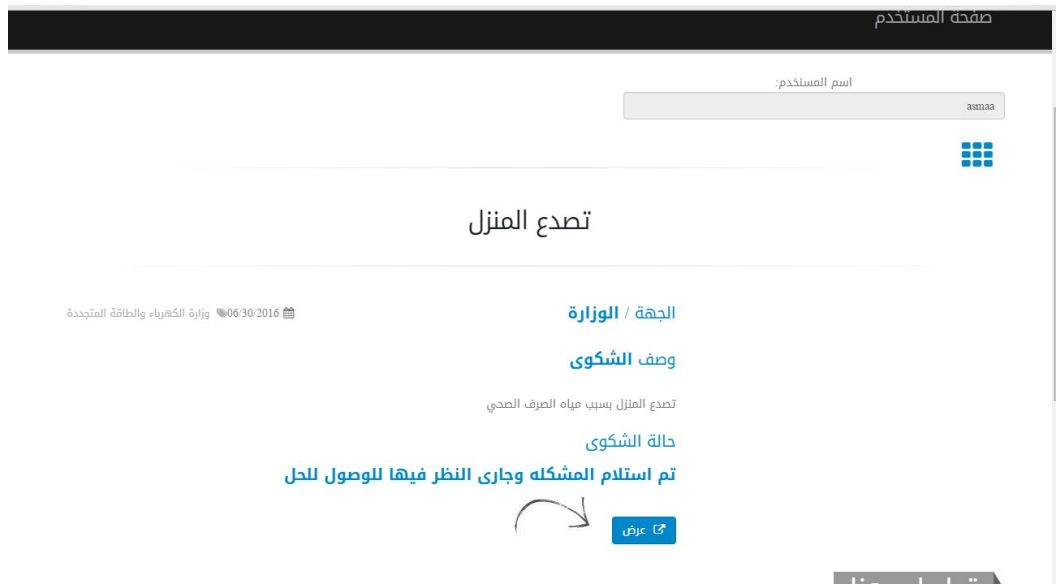 صفحة المستخدم
اسم المستخدم:
asmaa
تصدع المنزل
الجهة / الوزارة
06/30/2016 وزارة الكهرباء والطاقة المتجددة
وصف الشكوى
تصدع المنزل بسبب مياه الصرف الصحي
حالة الشكوى
تم استلام المشكله وجارى النظر فيها للوصول للحل
عرض